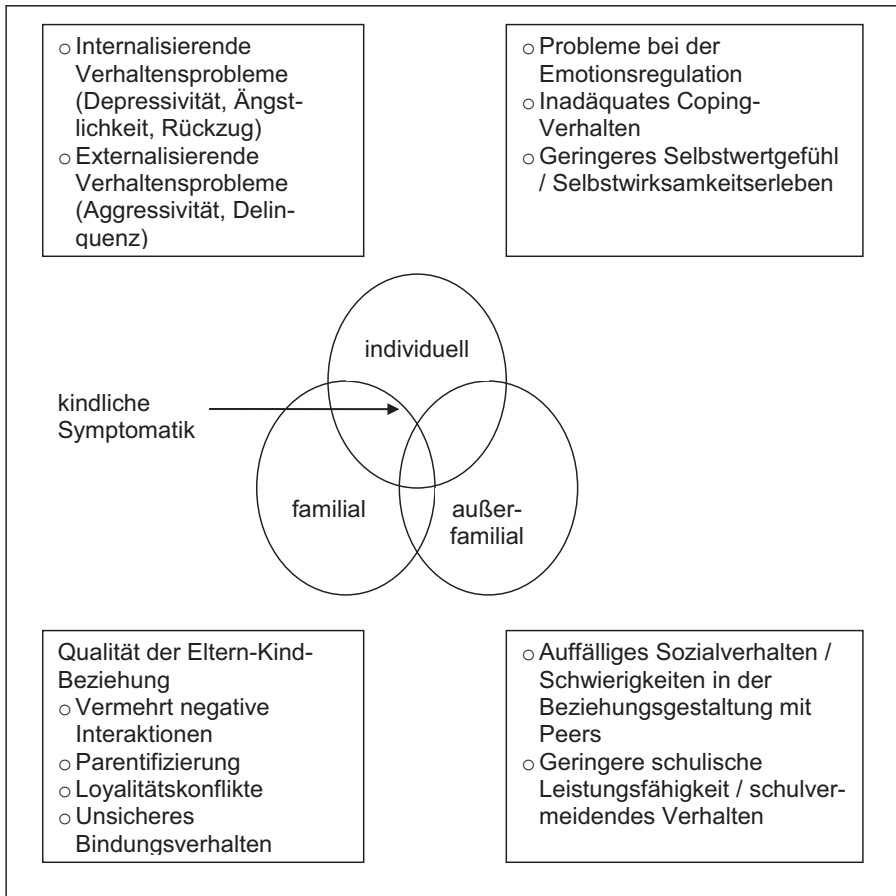 ○ Internalisierende
Verhaltensprobleme
(Depressivität, Ängst-
lichkeit, Rückzug)
○ Externalisierende
Verhaltensprobleme
(Aggressivität, Delin-
quenz)
○ Probleme bei der
Emotionsregulation
○ Inadäquates Coping-
Verhalten
○ Geringeres Selbstwertgefühl
/ Selbstwirksamkeitserleben
individuell
kindliche
Symptomatik
familial
außer-
familial
Qualität der Eltern-Kind-
Beziehung
○ Vermehrt negative
Interaktionen
○ Parentifizierung
○ Loyalitätskonflikte
○ Unsicheres
Bindungsverhalten
○ Auffälliges Sozialverhalten /
Schwierigkeiten in der
Beziehungsgestaltung mit
Peers
○ Geringere schulische
Leistungsfähigkeit / schulver-
meidendes Verhalten